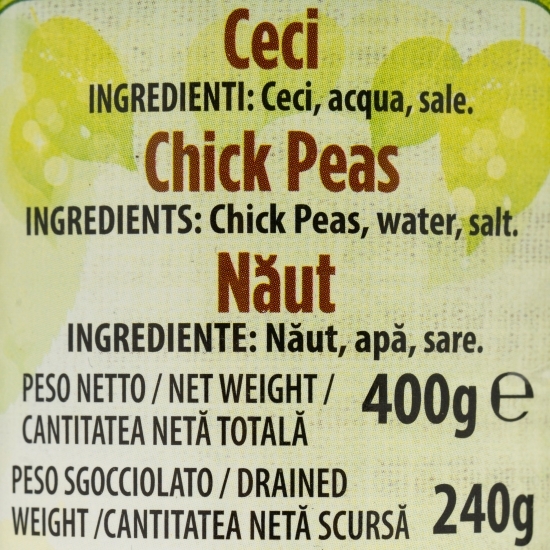 Ceci
INGREDIENTI: Ceci, acqua, sale.
Chick Peas
INGREDIENTS: Chick Peas, water, salt.
Năut
INGREDIENTE: Năut, apă, sare.
PESO NETTO / NET WEIGHT / 400g ℮
CANTITATEA NETĂ TOTALĂ
PESO SGOCCIOLATO / DRAINED
WEIGHT /CANTITATEA NETĂ SCURSĂ 240g